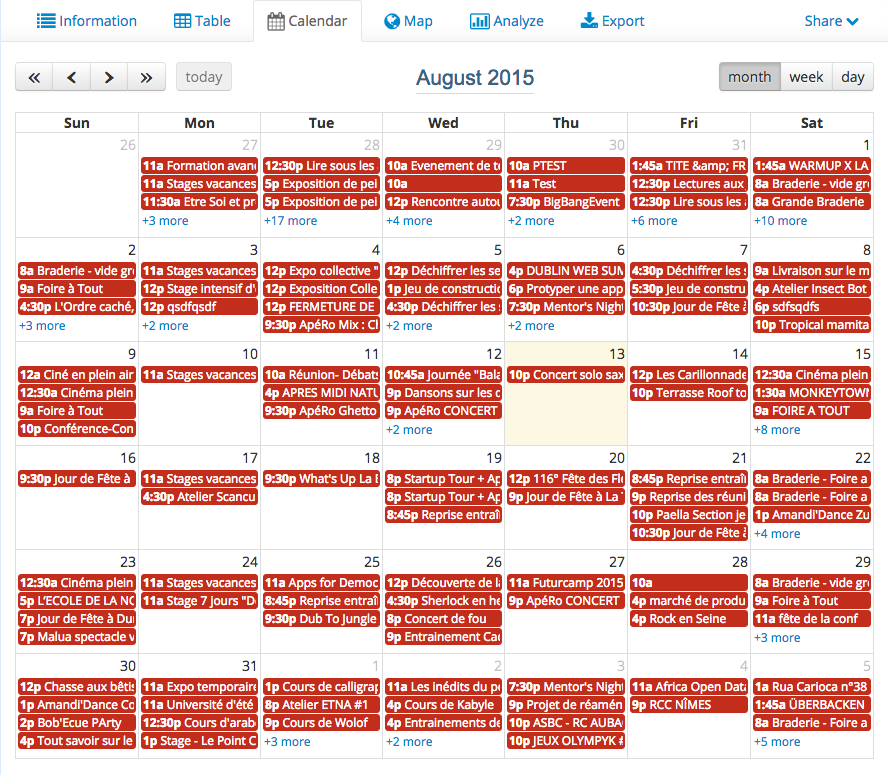 Information Table Calendar Map Analyze Export Share
today August 2015 month week day
Sun Mon Tue Wed Thu Fri Sat
26 27 28 29 30 31 1
11a Formation avan 12:30p Lire sous les 10a Evenement de t 10a PTEST 1:45a TITE &amp; FR 1:45a WARMUP X LA
11a Stages vacances 5p Exposition de pei 10a 11a Test 12:30p Lectures aux 8a Braderie - vide gr
11:30a Etre Soi et pr 5p Exposition de pei 12p Rencontre autou 7:30p BigBangEvent 12:30p Lire sous les 8a Grande Braderie
+3 more +17 more +4 more +2 more +6 more +10 more
2 3 4 5 6 7 8
8a Braderie - vide gr 11a Stages vacances 12p Expo collective " 12p Déchiffrer les se 4p DUBLIN WEB SUM 4:30p Déchiffrer les s 9a Livraison sur le m
9a Foire à Tout 12p Stage intensif d' 12p Exposition Colle 1p Jeu de constructi 6p Protyper une app 5:30p Jeu de constru 4p Atelier Insect Bot
4:30p L'Ordre caché, 12p qsdfqsdf 12p FERMETURE DE 4:30p Déchiffrer les 7:30p Mentor's Night 10:30p Jour de Fête à 6p sdfsqdfs
+3 more +2 more 9:30p ApéRo Mix : Cl +2 more +2 more 10p Tropical mamita
9 10 11 12 13 14 15
12a Ciné en plein air 11a Stages vacances 10a Réunion- Débats 10:45a Journée "Bala 10p Concert solo sax 12p Les Carillonnade 12:30a Cinéma plein
12:30a Cinéma plein 4p APRES MIDI NATU 9p Dansons sur les 10p Terrasse Roof to 1:30a MONKEYTOWN
9a Foire à Tout 9:30p ApéRo Ghetto 9p ApéRo CONCERT 9a FOIRE A TOUT
10p Conférence-Con +2 more +8 more
16 17 18 19 20 21 22
9:30p Jour de Fête à 11a Stages vacances 9:30p What's Up La 8p Startup Tour + Ap 12p 116° Fête des Fl 8:45p Reprise entraî 8a Braderie - Foire a
4:30p Atelier Scancu 8p Startup Tour + Ap 9p Jour de Fête à La 9p Reprise des réuni 8a Braderie - Foire a
8:45p Reprise entraî 10p Paella Section je 1p Amandi'Dance Zu
10:30p Jour de Fête à +4 more
23 24 25 26 27 28 29
12:30a Cinéma plein 11a Stages vacances 11a Apps for Democ 12p Découverte de l 11a Futurcamp 2015 10a 8a Braderie - vide gr
5p L'ECOLE DE LA NO 11a Stage 7 jours "D 8:45p Reprise entraî 4:30p Sherlock en he 9p ApéRo CONCERT 4p marché de produ 9a Foire à Tout
7p Jour de Fête à Du 9:30p Dub To Jungle 8p Concert de fou 4p Rock en Seine 11a fête de la conf
7p Malua spectacle v 9p Entrainement Ca +3 more
30 31 1 2 3 4 5
12p Chasse aux bêti 11a Expo temporaire 1p Cours de calligrap 11a Les inédits du p 7:30p Mentor's Night 11a Africa Open Data 1a Rua Carioca n°38
1p Amandi'Dance Co 11a Université d'été 8p Atelier ETNA #1 4p Cours de Kabyle 9p Projet de réamén 9p RCC NÎMES 1:45a ÜBERBACKEN
2p Bob'Ecue PArty 12:30p Cours d'arab 9p Cours de Wolof 4p Entrainements de 10p ASBC - RC AUBA 8a Braderie - Foire a
4p Tout savoir sur le 1p Stage - Le Point C +3 more +2 more 10p JEUX OLYMPYK # +5 more